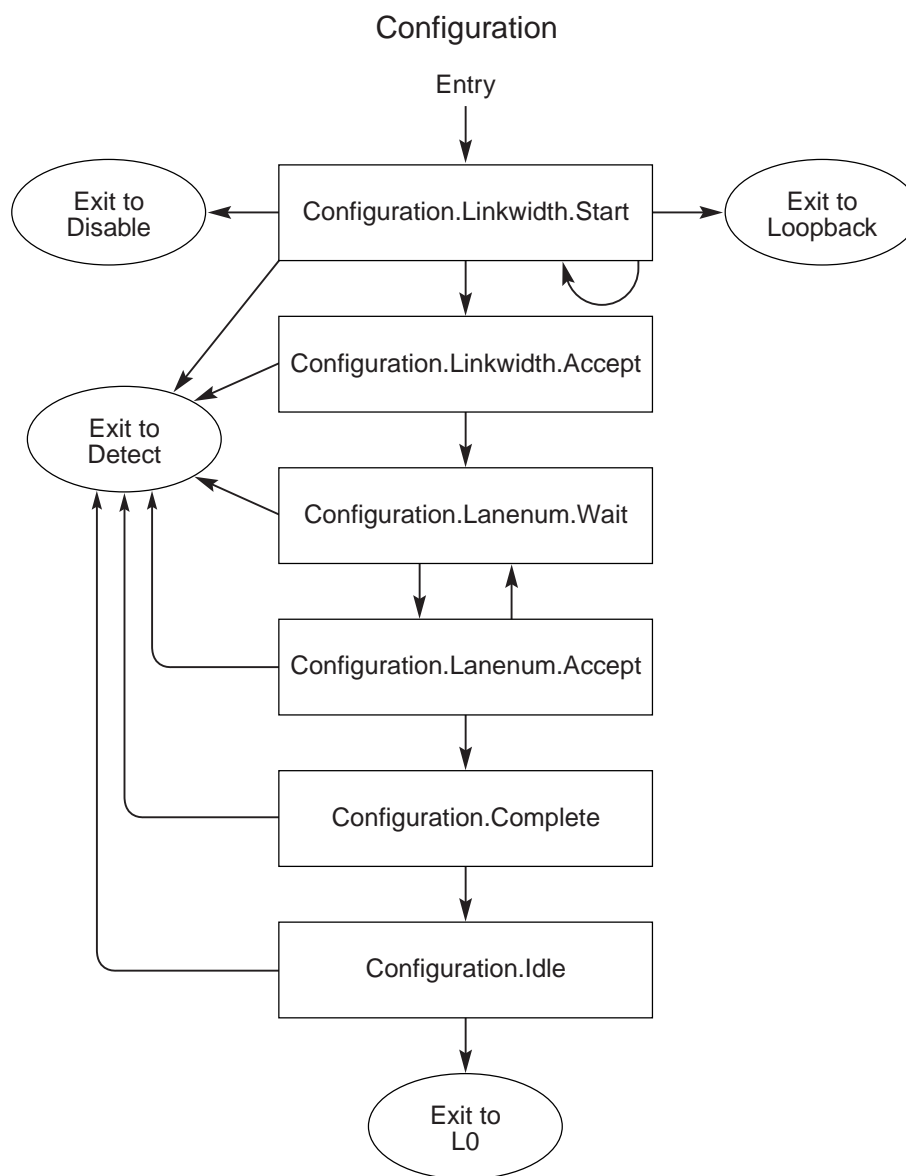 Configuration
Entry
Exit to
Disable
Configuration.Linkwidth.Start
Exit to
Loopback
Configuration.Linkwidth.Accept
Exit to
Detect
Configuration.Lanenum.Wait
Configuration.Lanenum.Accept
Configuration.Complete
Configuration.Idle
Exit to
L0